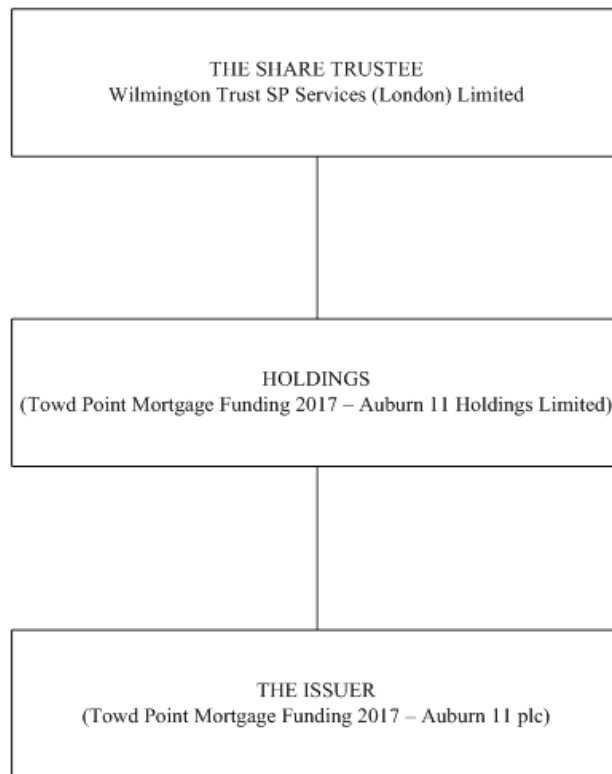 THE SHARE TRUSTEE
Wilmington Trust SP Services (London) Limited
HOLDINGS
(Towd Point Mortgage Funding 2017 – Auburn 11 Holdings Limited)
THE ISSUER
(Towd Point Mortgage Funding 2017 – Auburn 11 plc)